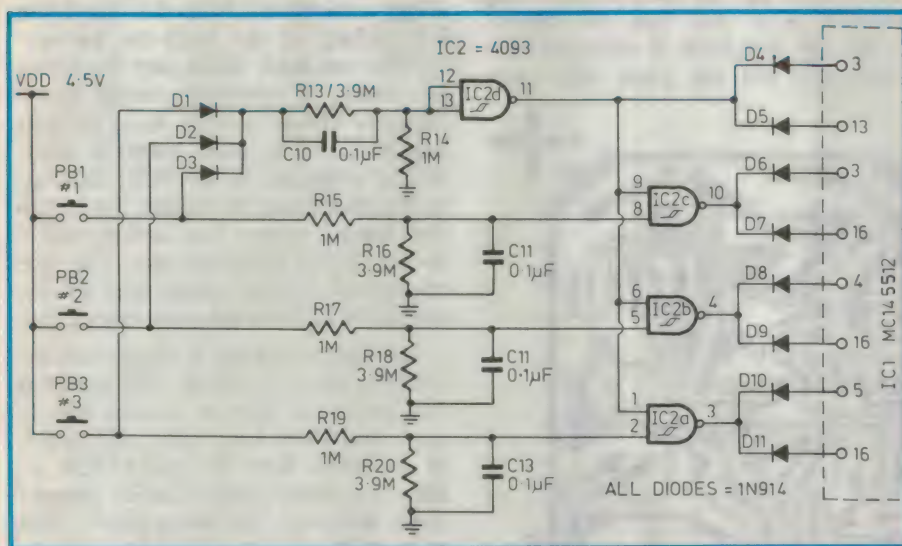 IC2 = 4093
VDD 4·5V
D1
D2
D3
R13/3·9M
C10 0·1µF
R14
1M
12
13
IC2d
11
D4
3
D5
13
PB1
#1
R15
1M
R16
3·9M
C11
0·1µF
9
8
IC2c
10
D6
3
D7
16
PB2
#2
R17
1M
R18
3·9M
C11
0·1µF
6
5
IC2b
4
D8
4
D9
16
PB3
#3
R19
1M
R20
3·9M
C13
0·1µF
1
2
IC2a
3
D10
5
D11
16
IC1 MC145512
ALL DIODES = 1N914